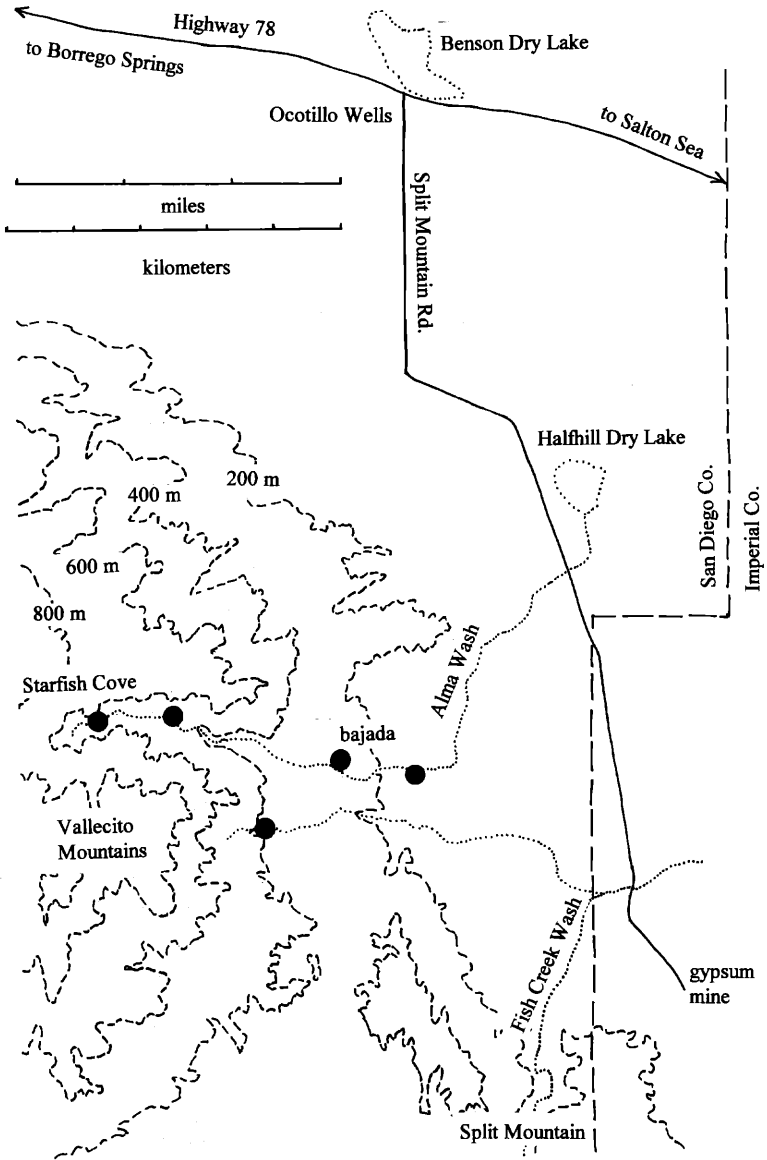 Highway 78
to Borrego Springs
Benson Dry Lake
Ocotillo Wells
to Salton Sea
miles
kilometers
Split Mountain Rd.
Halfhill Dry Lake
200 m
400 m
600 m
800 m
San Diego Co.
Imperial Co.
Starfish Cove
Alma Wash
bajada
Vallecito
Mountains
Fish Creek Wash
gypsum
mine
Split Mountain